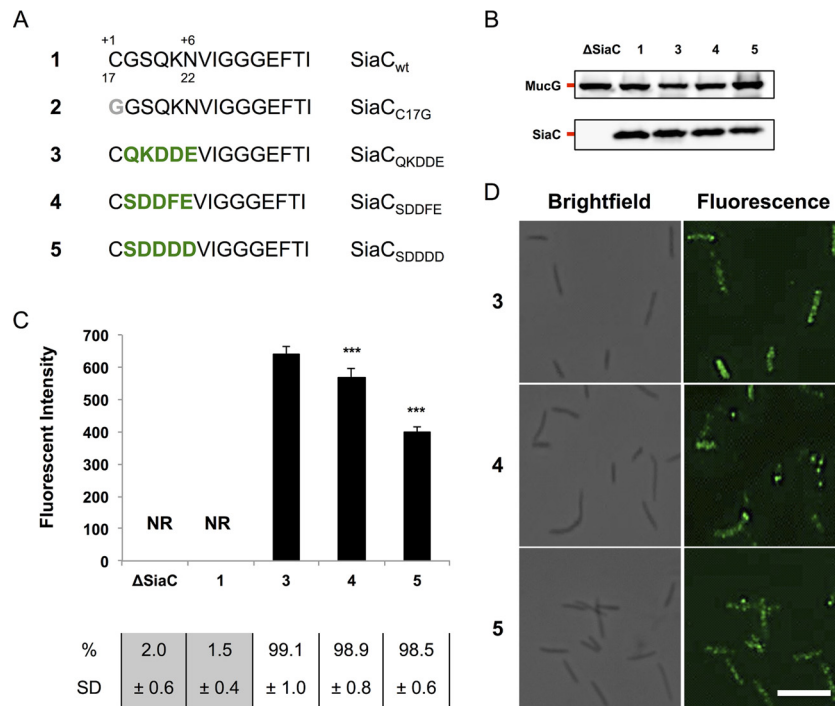 A
+1 +6
1 CGSQKNVIGGGEFTI SiaCwt
17 22
2 GGSQKNVIGGGEFTI SiaCC17G
3 CQKDDEVIGGGEFTI SiaCQKDDE
4 CSDDFEVIGGGEFTI SiaCSDDFE
5 CSDDDDVIGGGEFTI SiaCSDDDD
B
ΔSiaC 1 3 4 5
MucG
SiaC
C
Fluorescent Intensity
700
600
500
400
300
200
100
0
NR NR *** ***
ΔSiaC 1 3 4 5
% 2.0 1.5 99.1 98.9 98.5
SD ± 0.6 ± 0.4 ± 1.0 ± 0.8 ± 0.6
D
Brightfield Fluorescence
3
4
5